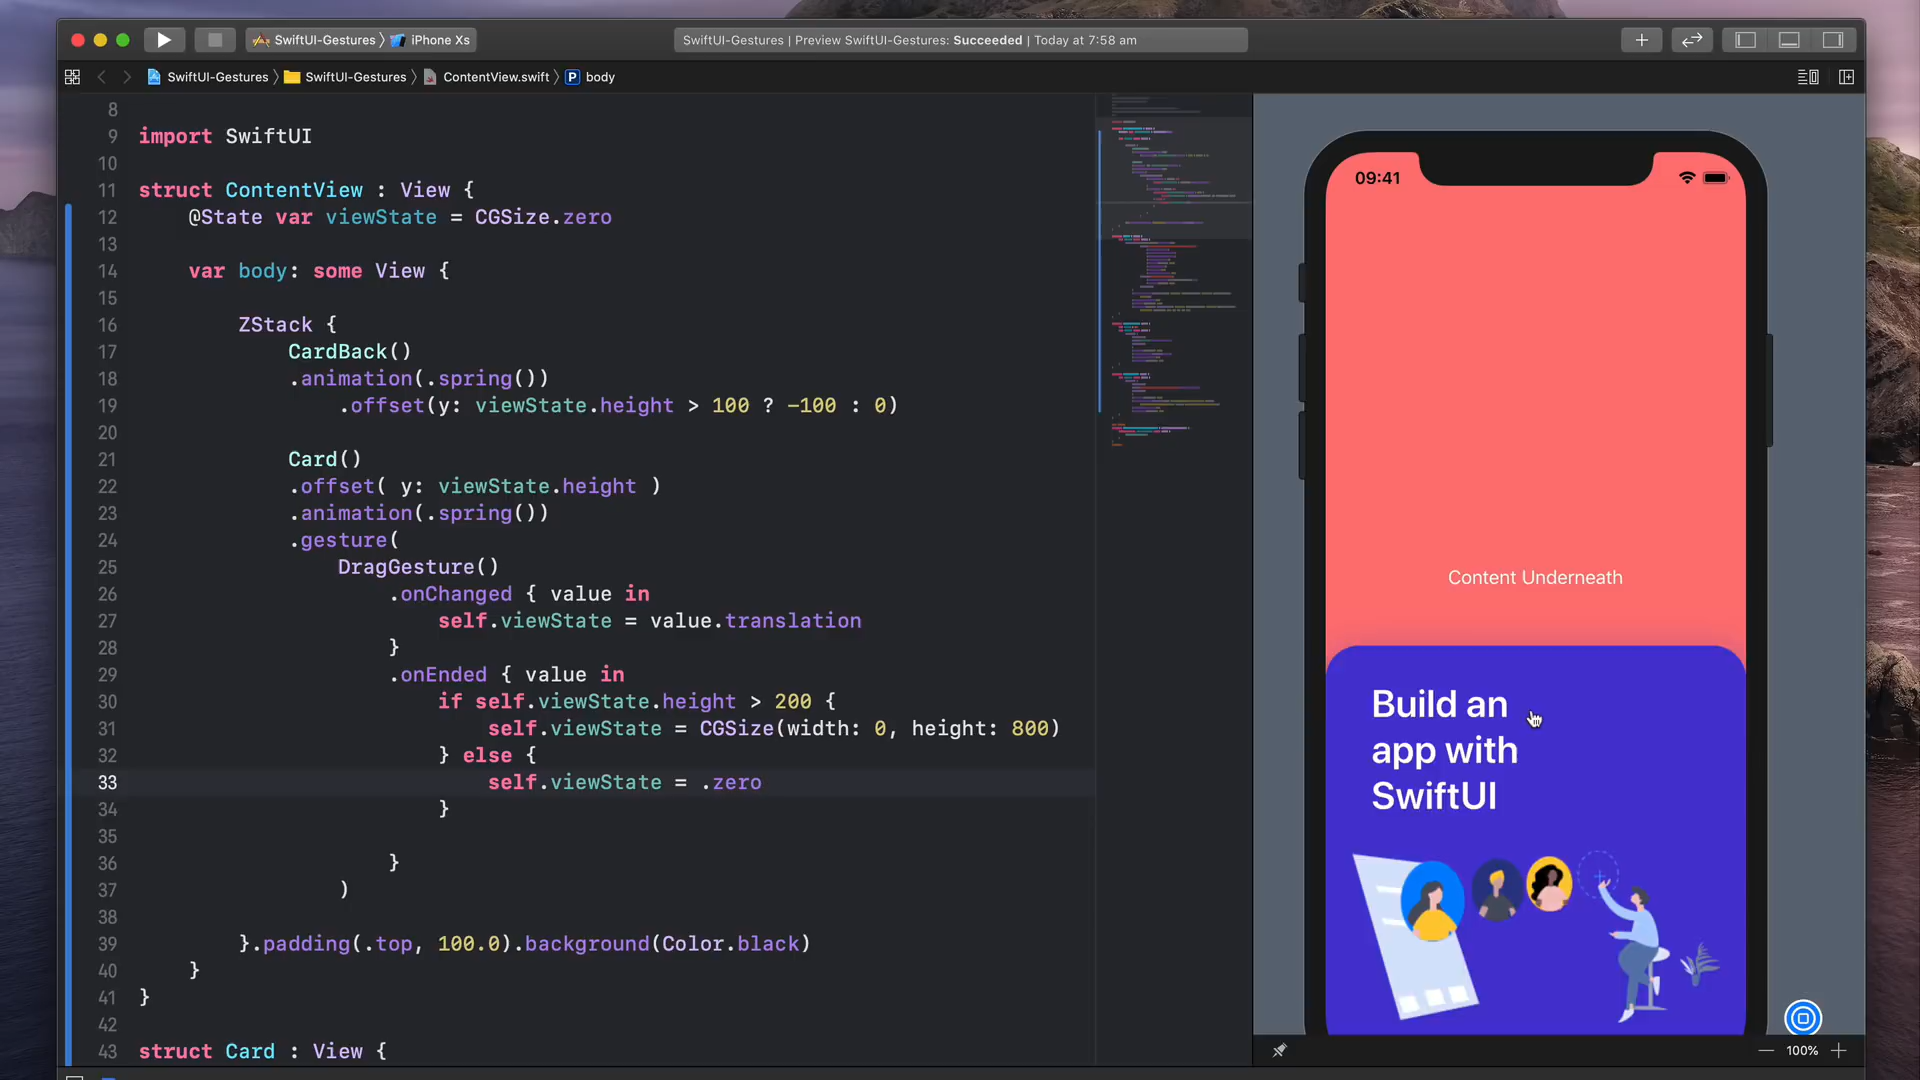 SwiftUI-Gestures
iPhone Xs
SwiftUI-Gestures | Preview SwiftUI-Gestures: Succeeded | Today at 7:58 am
SwiftUI-Gestures
SwiftUI-Gestures
ContentView.swift
P body
8
9 import SwiftUI
10
11 struct ContentView : View {
12 @State var viewState = CGSize.zero
13
14 var body: some View {
15
16 ZStack {
17 CardBack()
18 .animation(.spring())
19 .offset(y: viewState.height > 100 ? -100 : 0)
20
21 Card()
22 .offset( y: viewState.height )
23 .animation(.spring())
24 .gesture(
25 DragGesture()
26 .onChanged { value in
27 self.viewState = value.translation
28 }
29 .onEnded { value in
30 if self.viewState.height > 200 {
31 self.viewState = CGSize(width: 0, height: 800)
32 } else {
33 self.viewState = .zero
34 }
35
36 }
37 )
38
39 }.padding(.top, 100.0).background(Color.black)
40 }
41 }
42
43 struct Card : View {
09:41
Content Underneath
Build an
app with
SwiftUI
100%